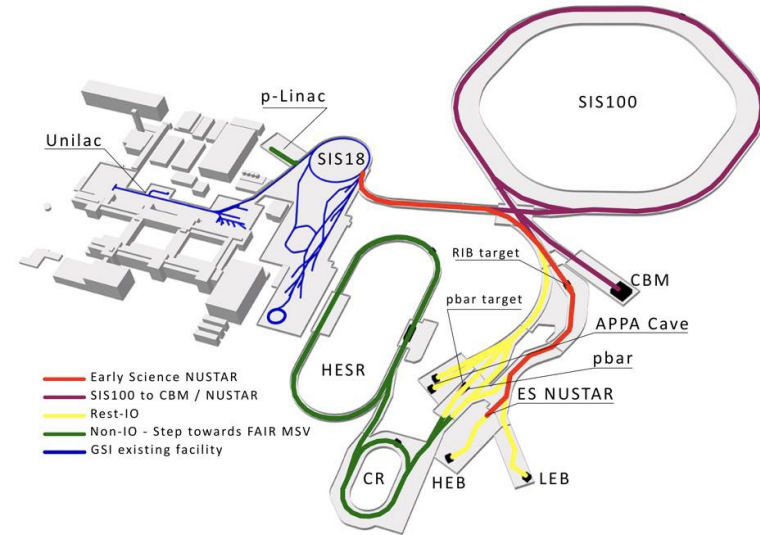 SIS100
p-Linac
Unilac
SIS18
RIB target
CBM
pbar target
APPA Cave
pbar
HESR
ES NUSTAR
Early Science NUSTAR
SIS100 to CBM / NUSTAR
Rest-IO
Non-IO - Step towards FAIR MSV
GSI existing facility
CR
HEB
LEB